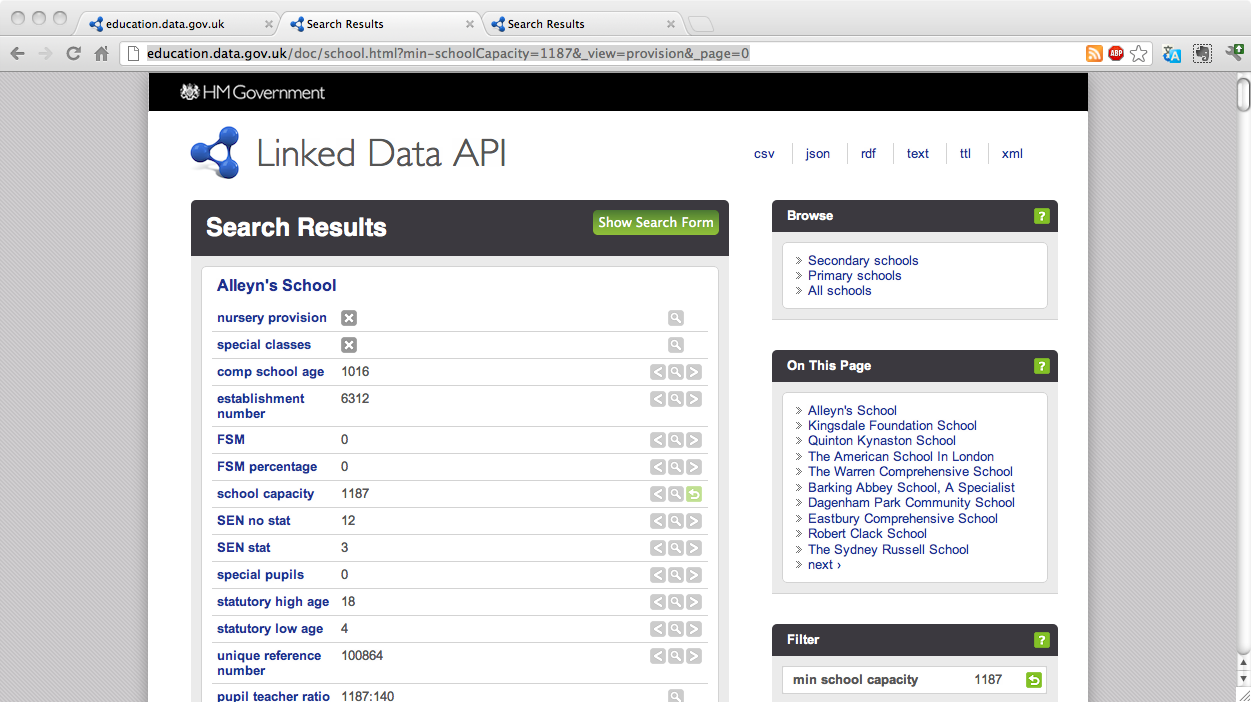 education.data.gov.uk
Search Results
Search Results
education.data.gov.uk/doc/school.html?min-schoolCapacity=1187&_view=provision&_page=0
ABP
HM Government
Linked Data API
csv
json
rdf
text
ttl
xml
Search Results
Show Search Form
Alleyn's School
nursery provision
special classes
comp school age 1016
establishment
number 6312
FSM 0
FSM percentage 0
school capacity 1187
SEN no stat 12
SEN stat 3
special pupils 0
statutory high age 18
statutory low age 4
unique reference
number 100864
pupil teacher ratio 1187:140
Browse ?
» Secondary schools
» Primary schools
» All schools
On This Page ?
» Alleyn's School
» Kingsdale Foundation School
» Quinton Kynaston School
» The American School In London
» The Warren Comprehensive School
» Barking Abbey School, A Specialist
» Dagenham Park Community School
» Eastbury Comprehensive School
» Robert Clack School
» The Sydney Russell School
» next ›
Filter ?
min school capacity 1187